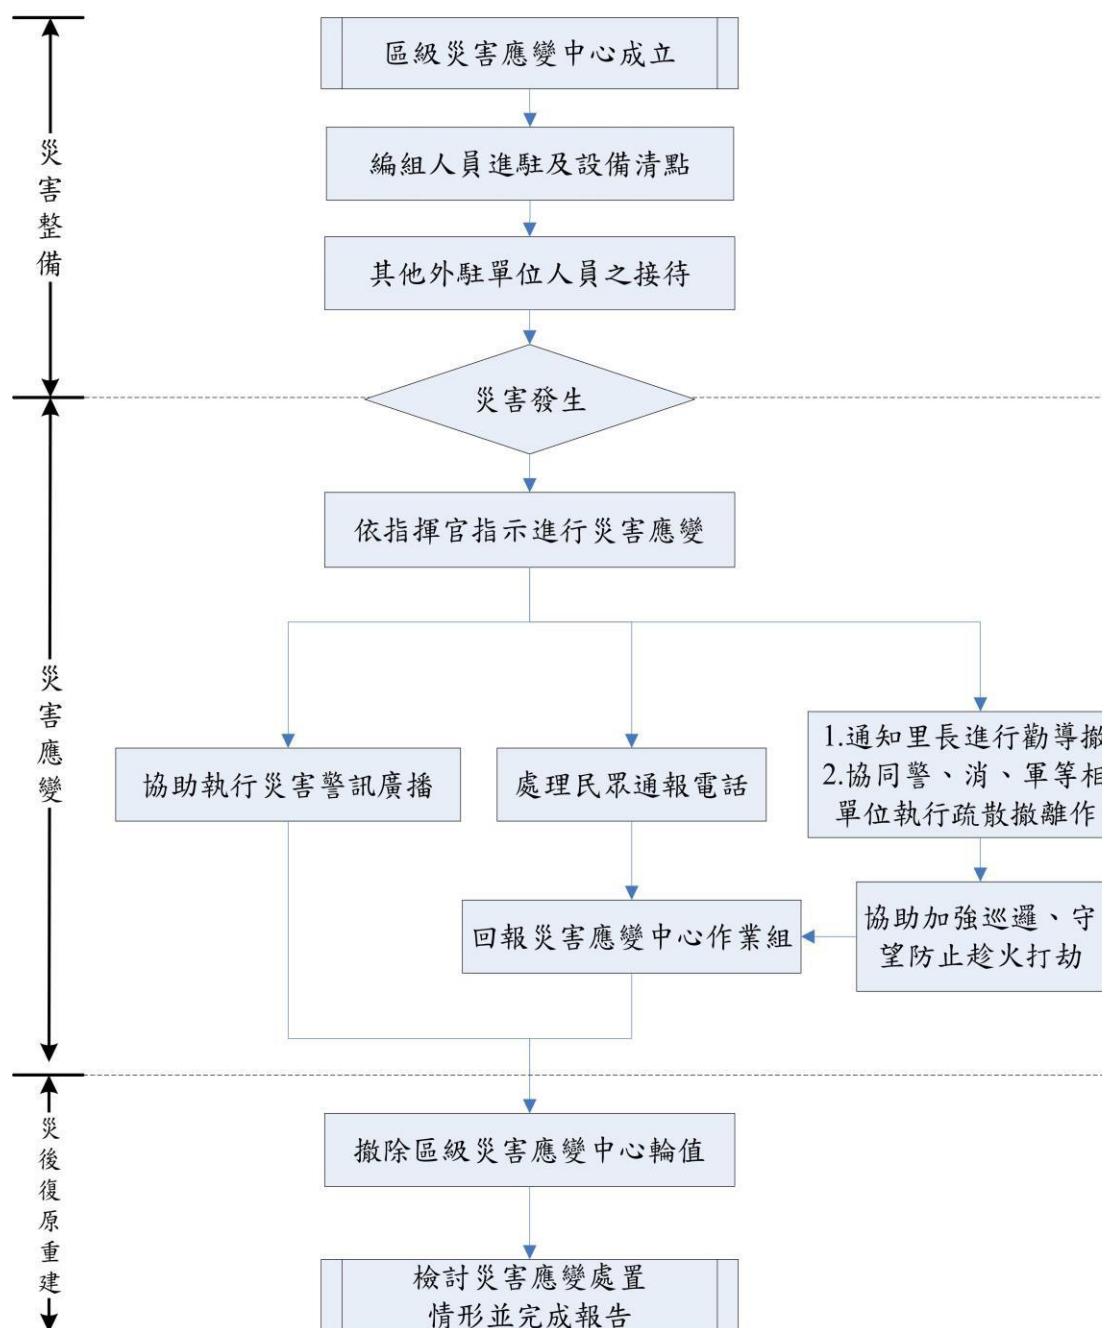 災害整備
區級災害應變中心成立
編組人員進駐及設備清點
其他外駐單位人員之接待
災害發生
災害應變
依指揮官指示進行災害應變
協助執行災害警訊廣播
處理民眾通報電話
1.通知里長進行勸導撤
2.協同警、消、軍等相
單位執行疏散撤離作
回報災害應變中心作業組
協助加強巡邏、守
望防止趁火打劫
災後復原重建
撤除區級災害應變中心輪值
檢討災害應變處置
情形並完成報告